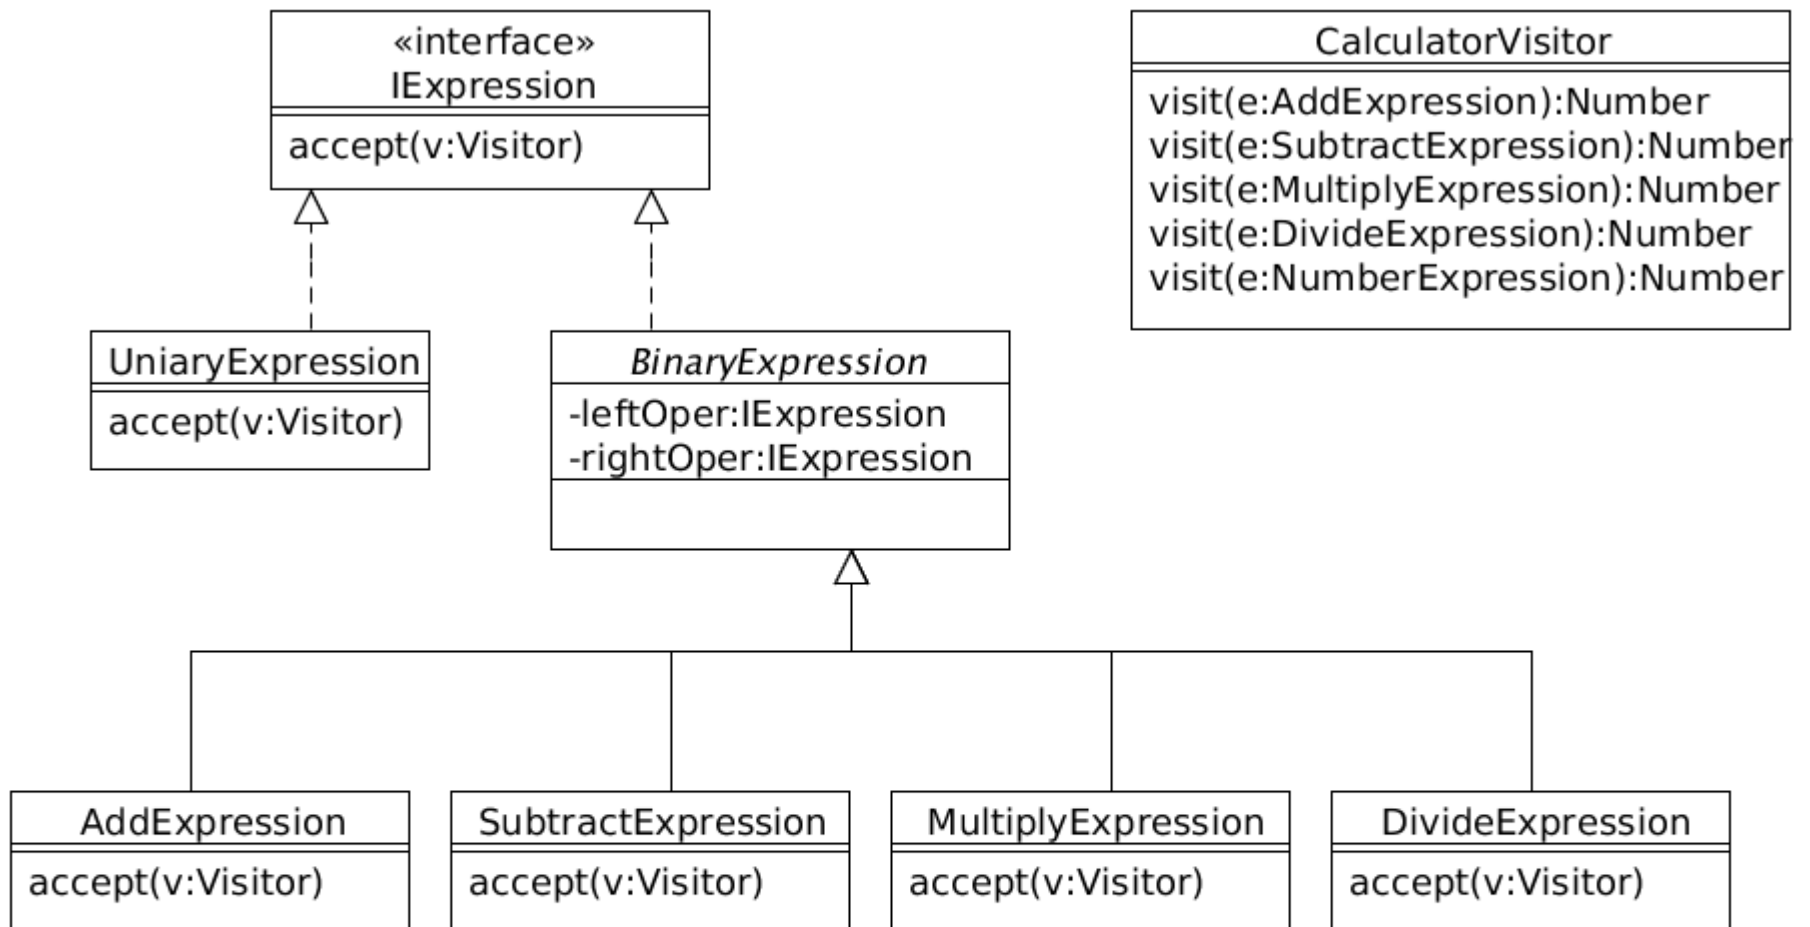 «interface»
IExpression
accept(v:Visitor)
CalculatorVisitor
visit(e:AddExpression):Number
visit(e:SubtractExpression):Number
visit(e:MultiplyExpression):Number
visit(e:DivideExpression):Number
visit(e:NumberExpression):Number
UniaryExpression
accept(v:Visitor)
BinaryExpression
-leftOper:IExpression
-rightOper:IExpression
AddExpression
accept(v:Visitor)
SubtractExpression
accept(v:Visitor)
MultiplyExpression
accept(v:Visitor)
DivideExpression
accept(v:Visitor)